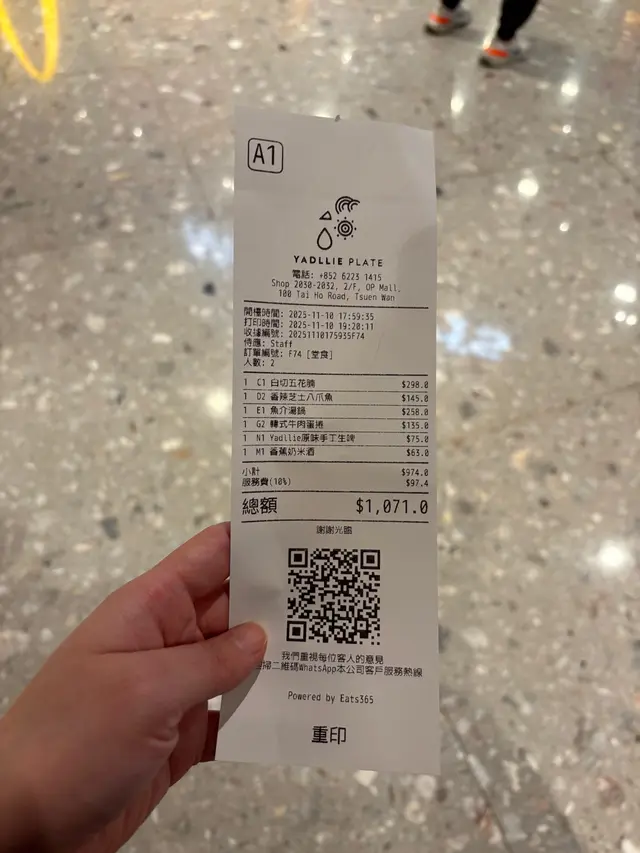 A1
YADLLIE PLATE
電話: +852 6223 1415
Shop 2030-2032, 2/F, OP Mall,
100 Tai Ho Road, Tsuen Wan
開檯時間: 2025-11-10 17:59:35
打印時間: 2025-11-10 19:20:11
收據編號: 20251110175935F74
侍應: Staff
訂單編號: F74 [堂食]
人數: 2
1 C1 白切五花腩 $298.0
1 D2 香辣芝士八爪魚 $145.0
1 E1 魚介湯鍋 $258.0
1 G2 韓式牛肉蛋捲 $135.0
1 N1 Yadllie原味手工生啤 $75.0
1 M1 香蕉奶米酒 $63.0
小計 $974.0
服務費(10%) $97.4
總額 $1,071.0
謝謝光臨
我們重視每位客人的意見
掃二維碼WhatsApp本公司客戶服務熱線
Powered by Eats365
重印